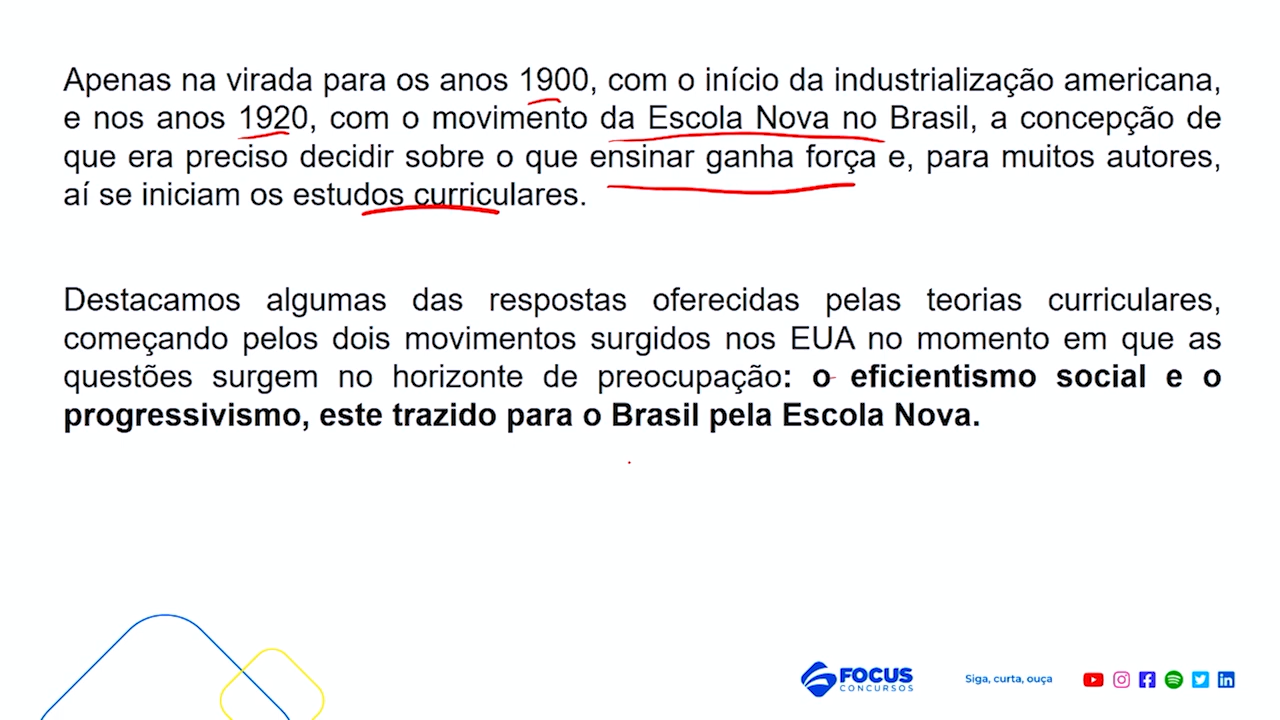 Apenas na virada para os anos 1900, com o início da industrialização americana,
e nos anos 1920, com o movimento da Escola Nova no Brasil, a concepção de
que era preciso decidir sobre o que ensinar ganha força e, para muitos autores,
aí se iniciam os estudos curriculares.
Destacamos algumas das respostas oferecidas pelas teorias curriculares,
começando pelos dois movimentos surgidos nos EUA no momento em que as
questões surgem no horizonte de preocupação: o eficientismo social e o
progressivismo, este trazido para o Brasil pela Escola Nova.
FOCUS
CONCURSOS
Siga, curta, ouça